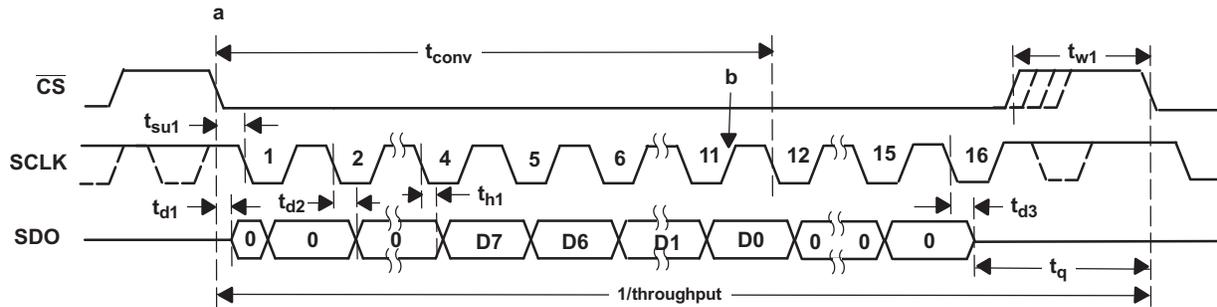 a
tconv
tw1
CS
b
tsu1
1 2 4 5 6 11 12 15 16
SCLK
td1 td2 th1 td3
SDO
0 0 0 D7 D6 D1 D0 0 0 0
tq
1/throughput